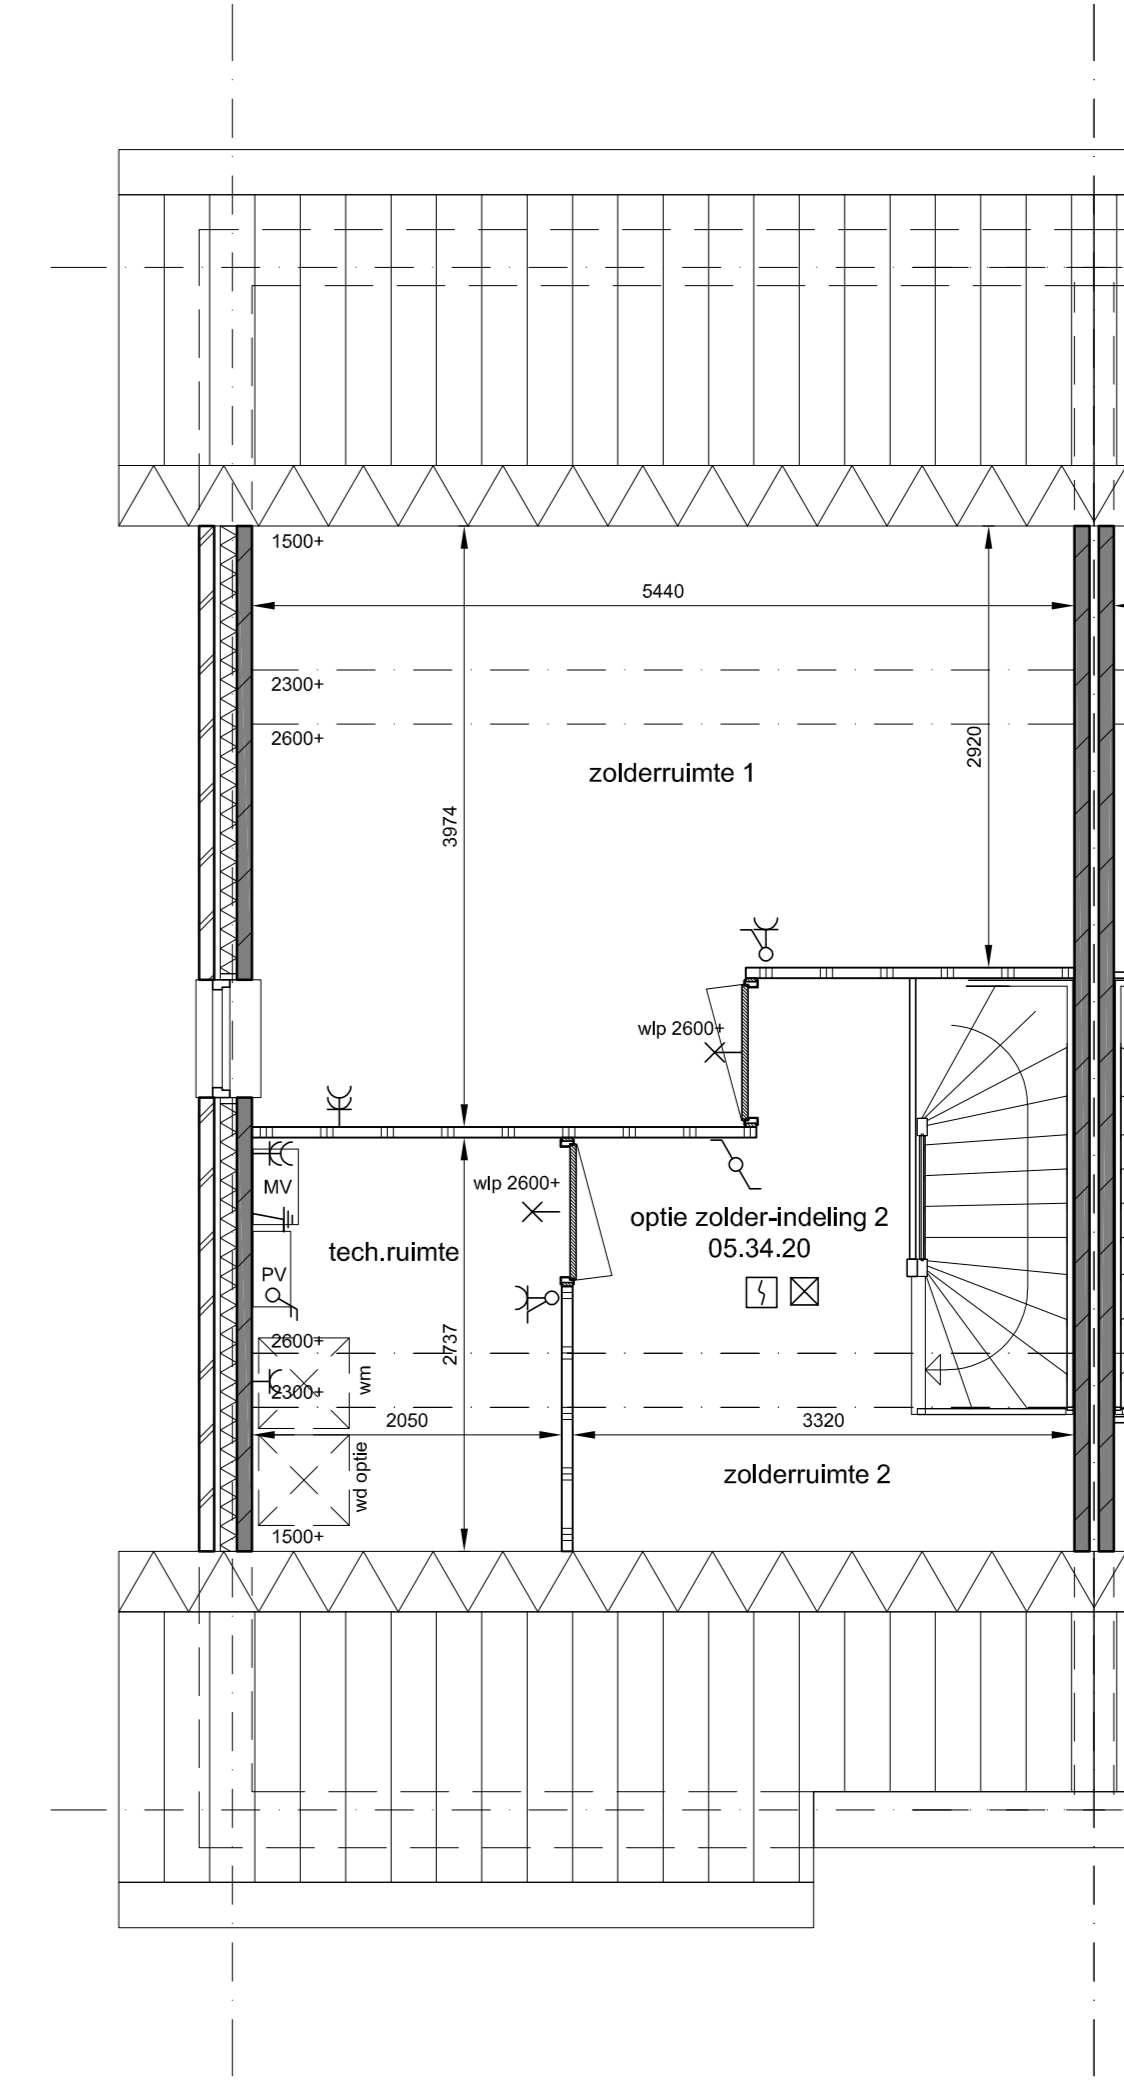 1500+
5440
2300+
2600+
2920
zolderruimte 1
3974
wlp 2600+
MV
wlp 2600+
optie zolder-indeling 2
05.34.20
tech.ruimte
PV
2600+
2737
wm
2300+
2050
3320
wd optie
zolderruimte 2
1500+